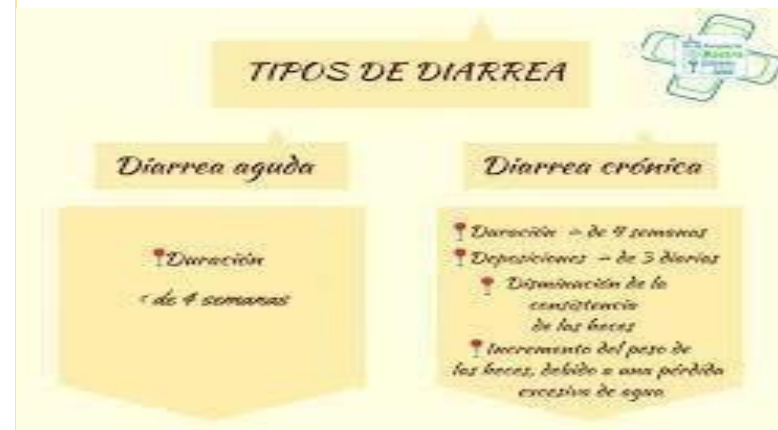 TIPOS DE DIARREA
Diarrea aguda
Duración
< de 4 semanas
Diarrea crónica
Duración > de 4 semanas
Deposiciones > de 3 diarias
Disminución de la
consistencia
de las heces
Incremento del peso de
las heces, debido a una pérdida
excesiva de agua